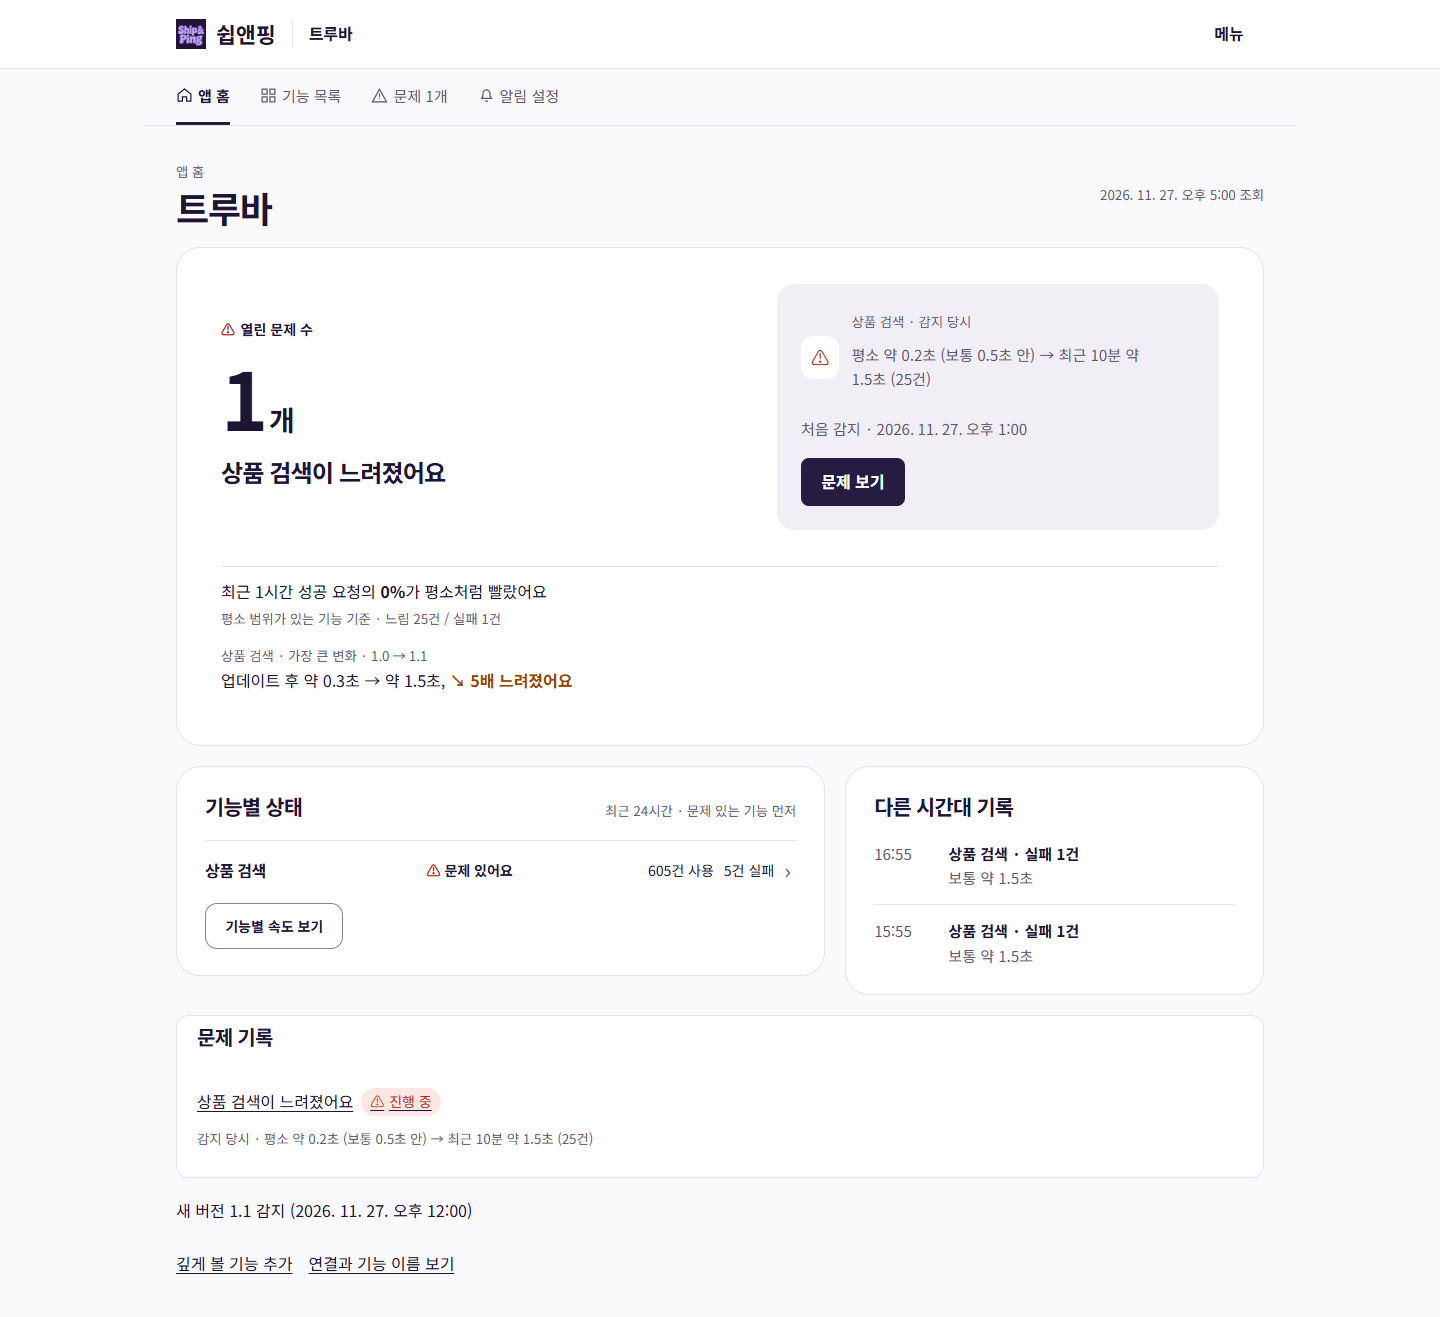 Ship& Ping 쉽앤핑 트루바 메뉴
앱 홈 기능 목록 문제 1개 알림 설정
앱 홈
트루바
2026. 11. 27. 오후 5:00 조회
열린 문제 수
1개
상품 검색이 느려졌어요
상품 검색 · 감지 당시
평소 약 0.2초 (보통 0.5초 안) → 최근 10분 약
1.5초 (25건)
처음 감지 · 2026. 11. 27. 오후 1:00
문제 보기
최근 1시간 성공 요청의 0%가 평소처럼 빨랐어요
평소 범위가 있는 기능 기준 · 느림 25건 / 실패 1건
상품 검색 · 가장 큰 변화 · 1.0 → 1.1
업데이트 후 약 0.3초 → 약 1.5초, ↘ 5배 느려졌어요
기능별 상태
최근 24시간 · 문제 있는 기능 먼저
상품 검색 문제 있어요 605건 사용 5건 실패 ›
기능별 속도 보기
다른 시간대 기록
16:55 상품 검색 · 실패 1건
보통 약 1.5초
15:55 상품 검색 · 실패 1건
보통 약 1.5초
문제 기록
상품 검색이 느려졌어요 진행 중
감지 당시 · 평소 약 0.2초 (보통 0.5초 안) → 최근 10분 약 1.5초 (25건)
새 버전 1.1 감지 (2026. 11. 27. 오후 12:00)
깊게 볼 기능 추가 연결과 기능 이름 보기